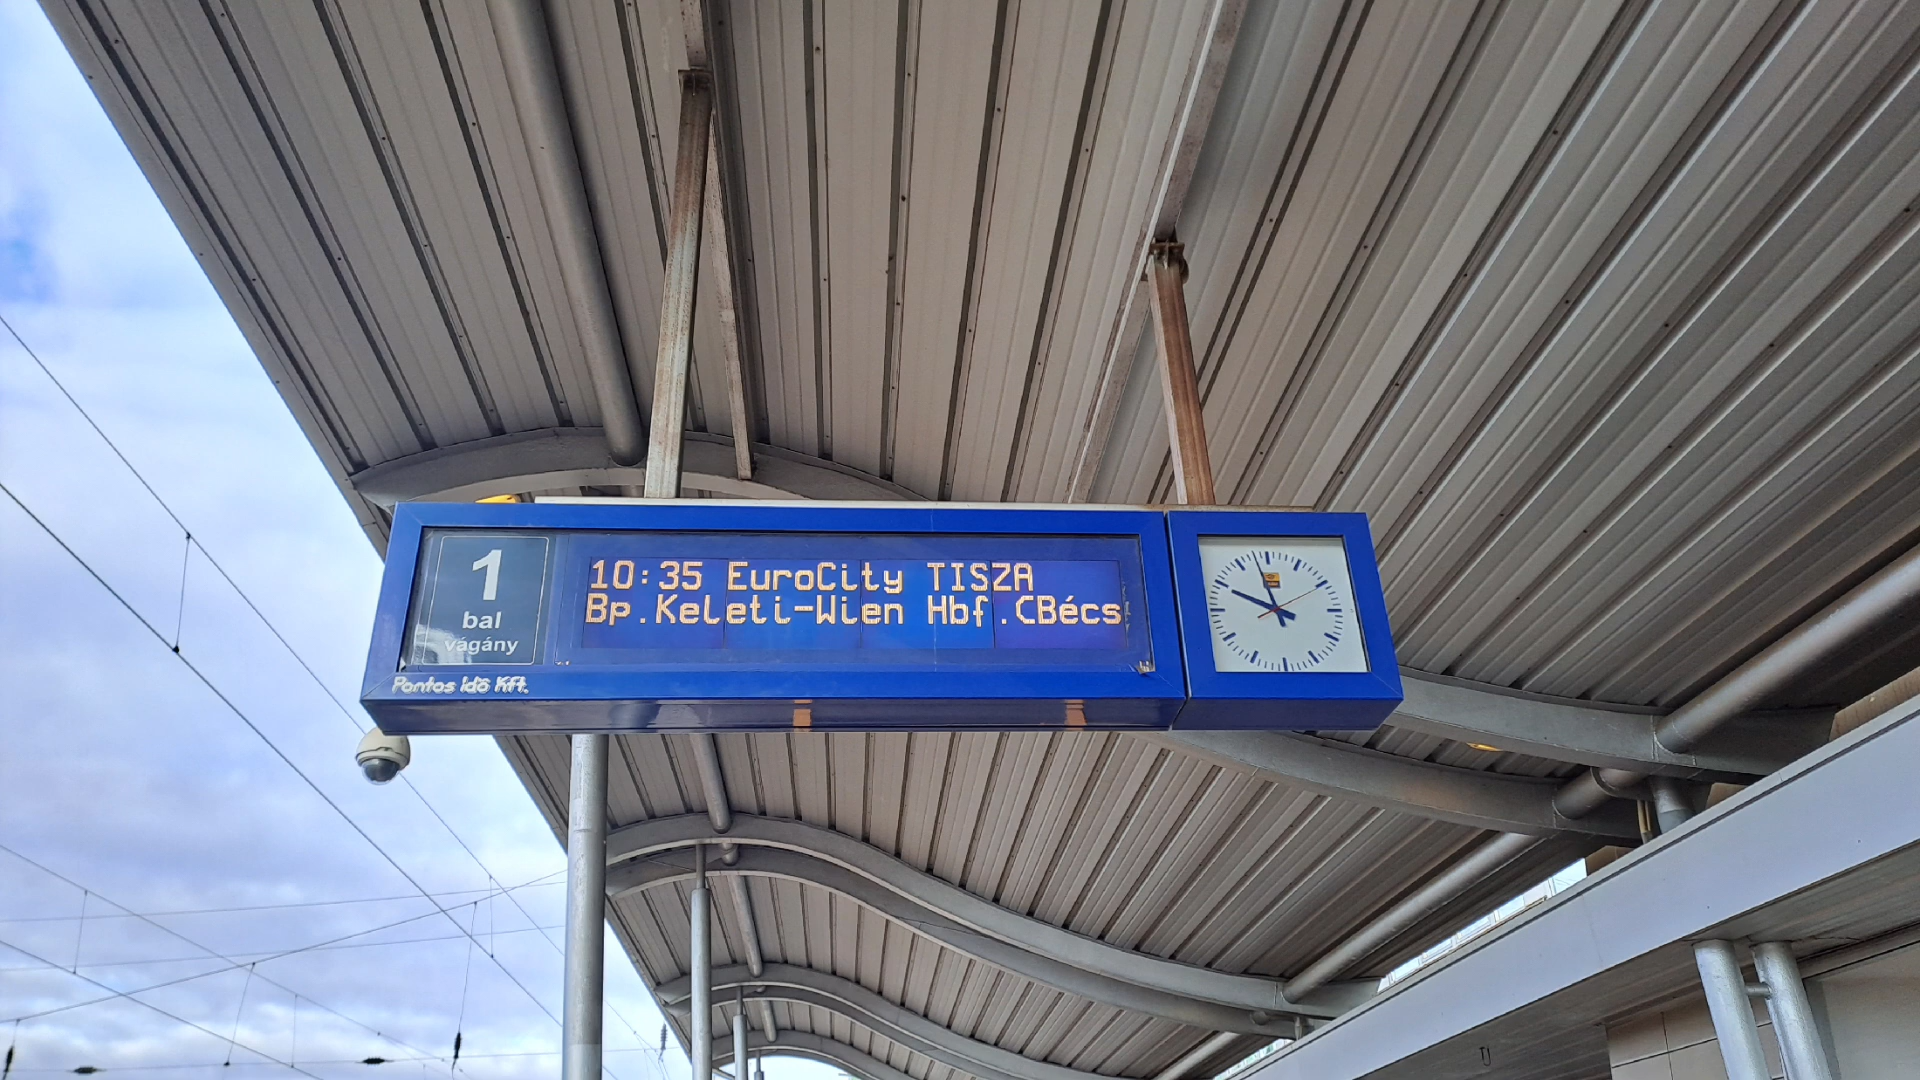 1
bal
vágány
10:35 EuroCity TISZA
Bp.Keleti-Wien Hbf.CBécs
Pontos Idő Kft.